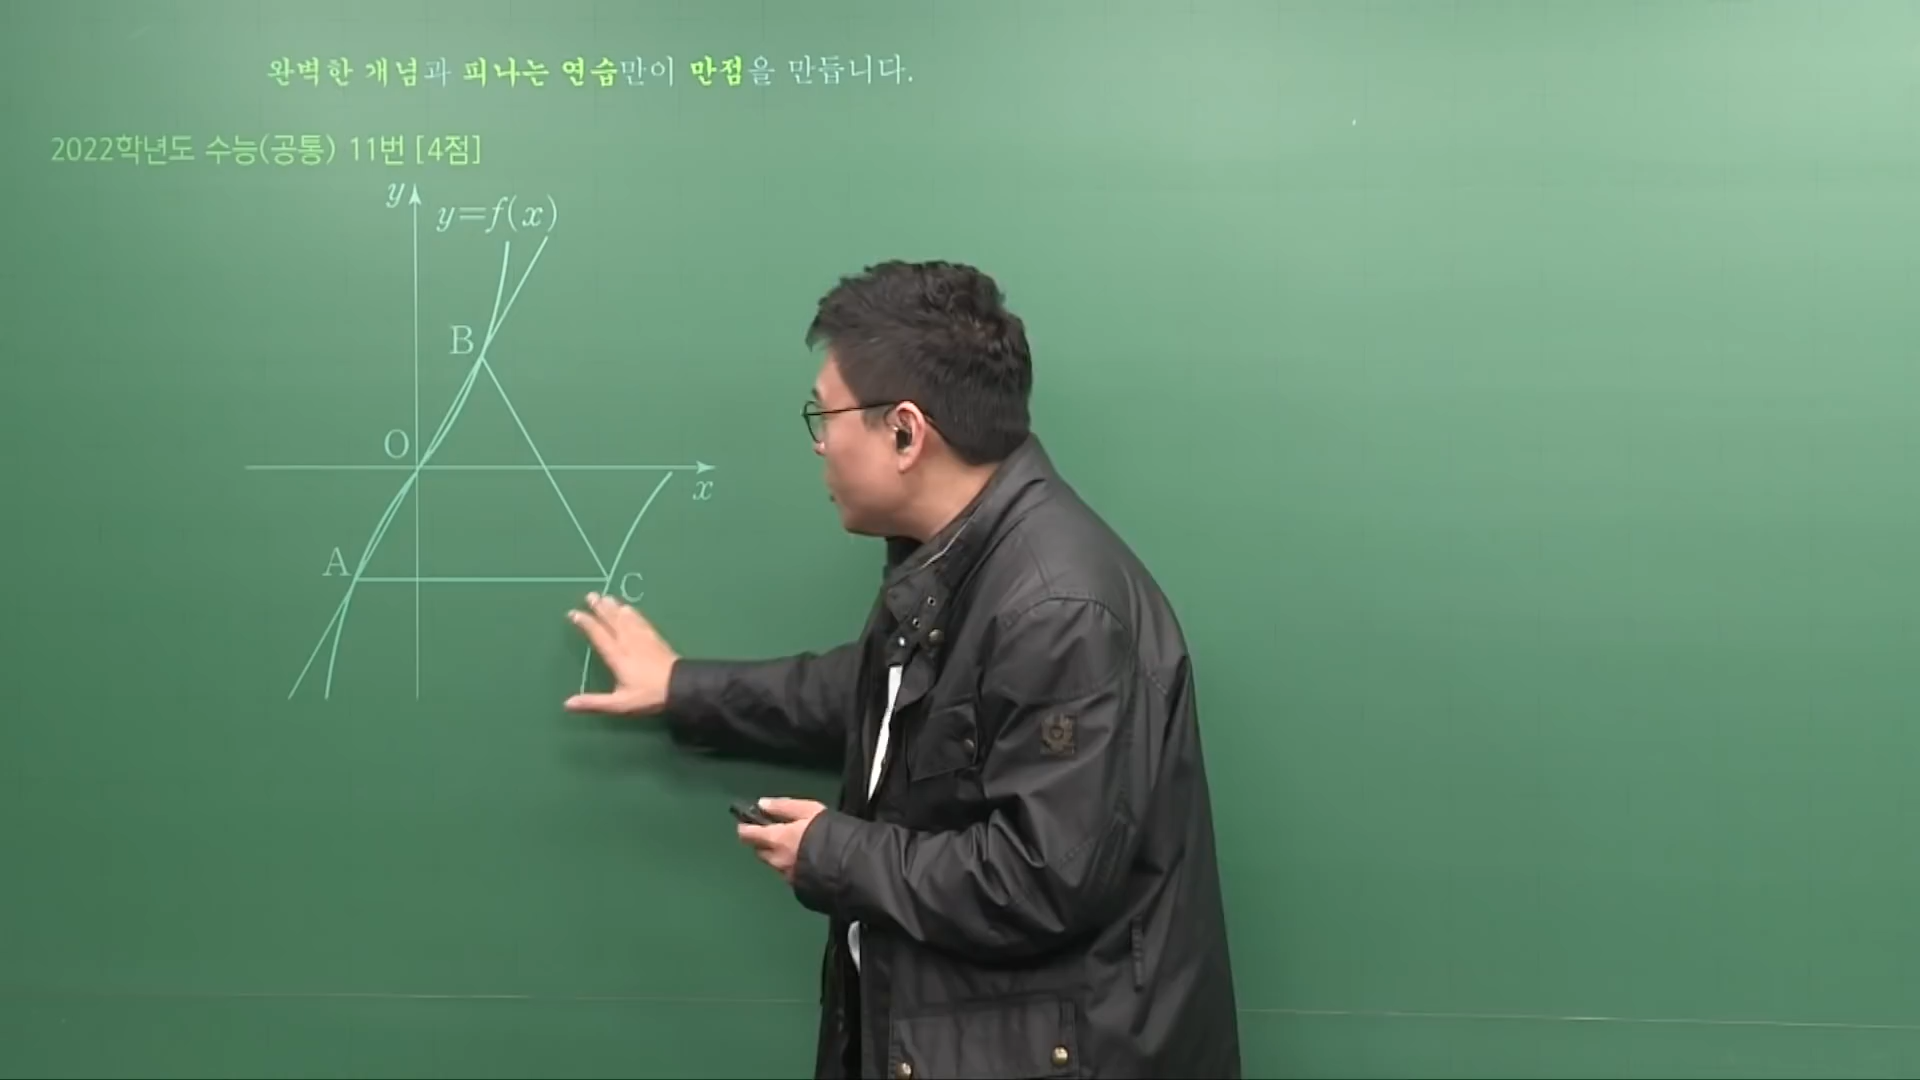 완벽한 개념과 피나는 연습만이 만점을 만듭니다.
2022학년도 수능(공통) 11번 [4점]
y
y=f(x)
B
O
x
A
C